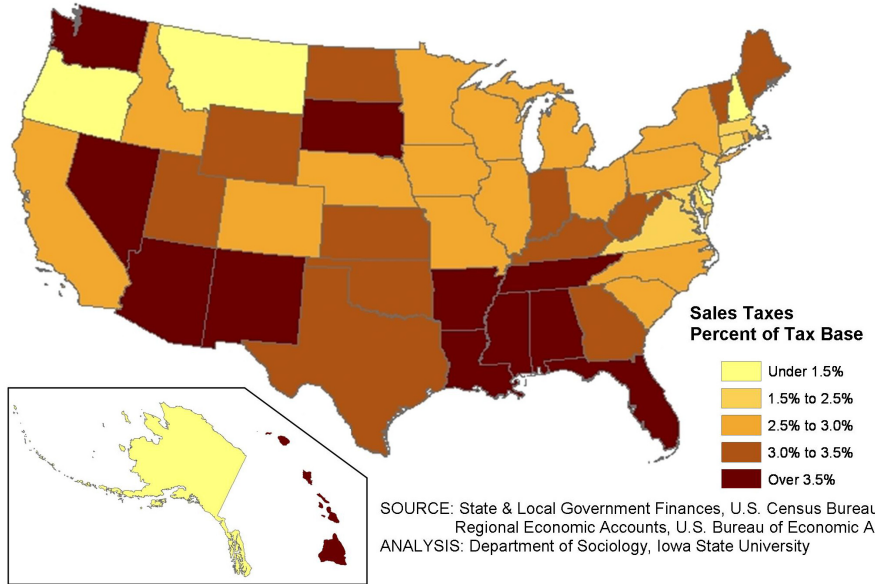 Sales Taxes
Percent of Tax Base
Under 1.5%
1.5% to 2.5%
2.5% to 3.0%
3.0% to 3.5%
Over 3.5%
SOURCE: State & Local Government Finances, U.S. Census Bureau
Regional Economic Accounts, U.S. Bureau of Economic A
ANALYSIS: Department of Sociology, Iowa State University